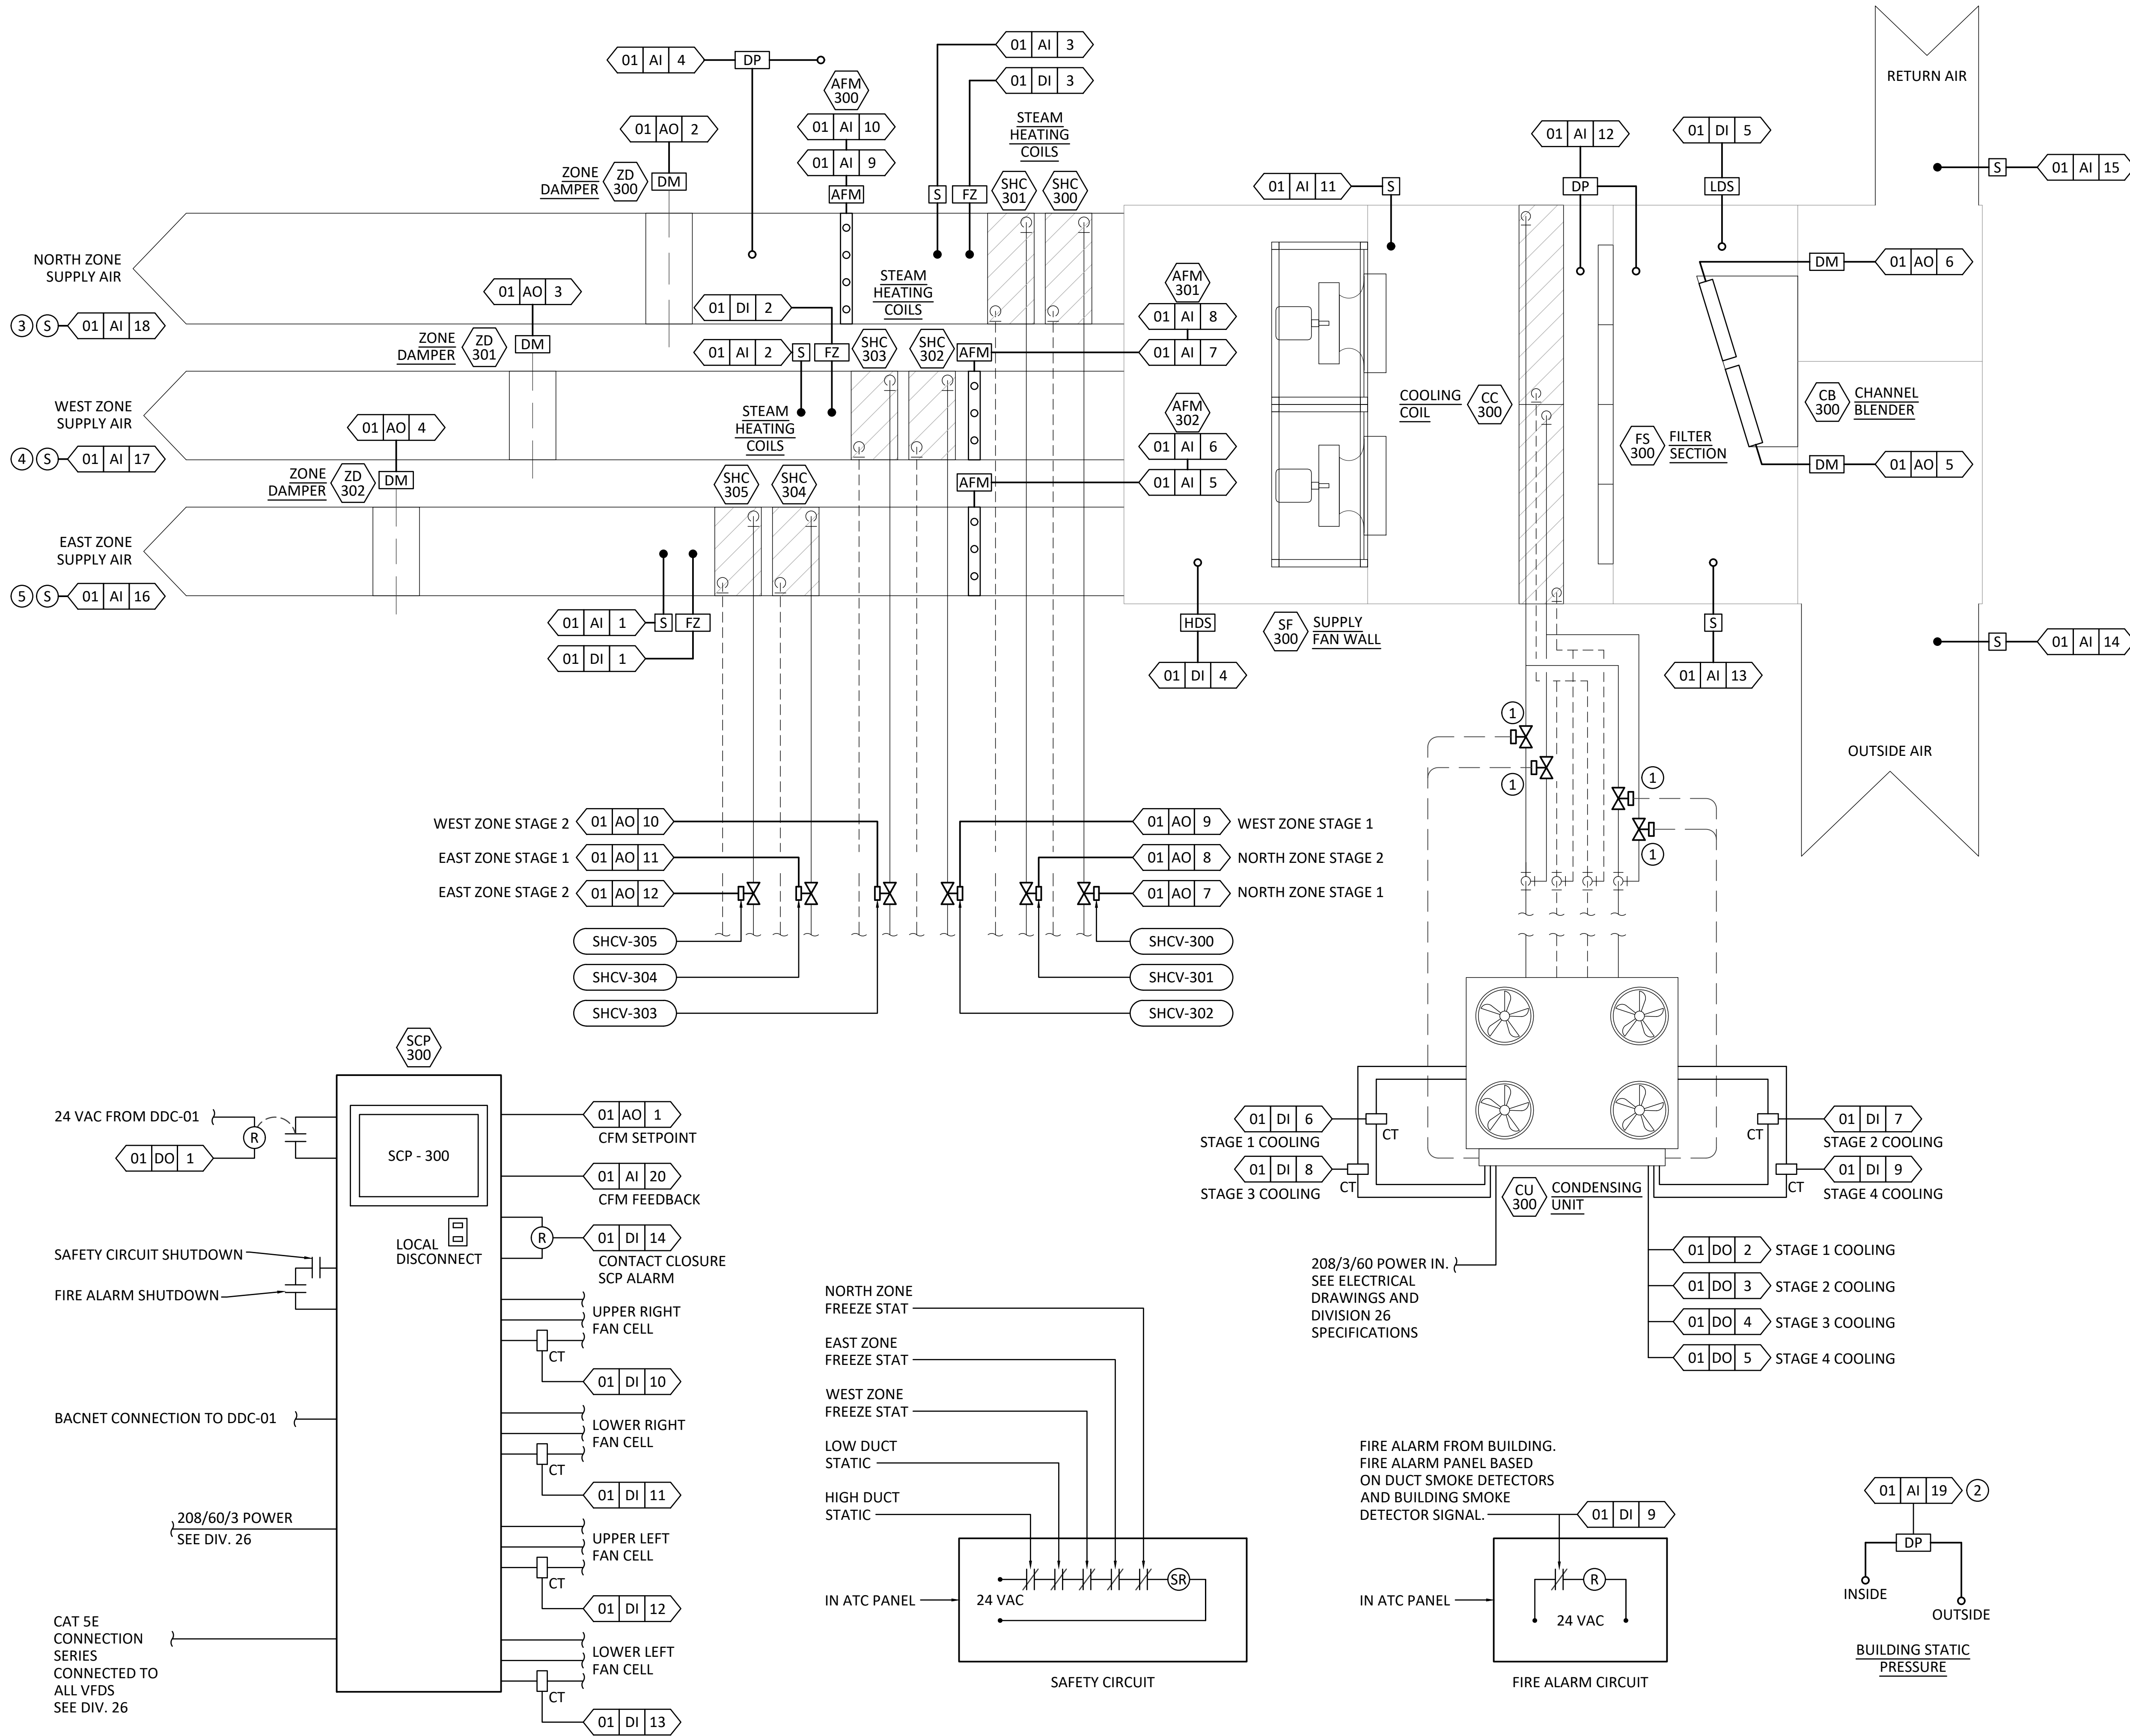 01 AI 4
DP
01 AI 3
01 DI 3
RETURN AIR
AFM
300
01 AO 2
01 AI 10
01 AI 9
STEAM
HEATING
COILS
01 AI 12
01 DI 5
ZONE
DAMPER
ZD
300
DM
AFM
S
FZ
SHC
301
SHC
300
01 AI 11
S
DP
LDS
S
01 AI 15
NORTH ZONE
SUPPLY AIR
3
S
01 AI 18
01 AO 3
01 DI 2
STEAM
HEATING
COILS
AFM
301
01 AI 8
01 AI 7
DM
01 AO 6
ZONE
DAMPER
ZD
301
DM
01 AI 2
S
FZ
SHC
303
SHC
302
AFM
WEST ZONE
SUPPLY AIR
4
S
01 AI 17
01 AO 4
STEAM
HEATING
COILS
AFM
302
01 AI 6
01 AI 5
COOLING
COIL
CC
300
FS
300
FILTER
SECTION
CB
300
CHANNEL
BLENDER
DM
01 AO 5
ZONE
DAMPER
ZD
302
DM
SHC
305
SHC
304
AFM
EAST ZONE
SUPPLY AIR
5
S
01 AI 16
01 AI 1
S
FZ
01 DI 1
HDS
01 DI 4
SF
300
SUPPLY
FAN WALL
S
01 AI 13
S
01 AI 14
OUTSIDE AIR
1
1
1
1
WEST ZONE STAGE 2
01 AO 10
01 AO 9
WEST ZONE STAGE 1
EAST ZONE STAGE 1
01 AO 11
01 AO 8
NORTH ZONE STAGE 2
EAST ZONE STAGE 2
01 AO 12
01 AO 7
NORTH ZONE STAGE 1
SHCV-305
SHCV-300
SHCV-304
SHCV-301
SHCV-303
SHCV-302
SCP
300
24 VAC FROM DDC-01
R
01 DO 1
SCP - 300
LOCAL
DISCONNECT
01 AO 1
CFM SETPOINT
01 AI 20
CFM FEEDBACK
R
01 DI 14
CONTACT CLOSURE
SCP ALARM
SAFETY CIRCUIT SHUTDOWN
FIRE ALARM SHUTDOWN
UPPER RIGHT
FAN CELL
CT
01 DI 10
BACNET CONNECTION TO DDC-01
LOWER RIGHT
FAN CELL
CT
01 DI 11
208/60/3 POWER
SEE DIV. 26
UPPER LEFT
FAN CELL
CT
01 DI 12
CAT 5E
CONNECTION
SERIES
CONNECTED TO
ALL VFDS
SEE DIV. 26
LOWER LEFT
FAN CELL
CT
01 DI 13
01 DI 6
STAGE 1 COOLING
CT
01 DI 8
STAGE 3 COOLING
CT
CT
01 DI 7
STAGE 2 COOLING
CT
01 DI 9
STAGE 4 COOLING
CU
300
CONDENSING
UNIT
208/3/60 POWER IN.
SEE ELECTRICAL
DRAWINGS AND
DIVISION 26
SPECIFICATIONS
01 DO 2
STAGE 1 COOLING
01 DO 3
STAGE 2 COOLING
01 DO 4
STAGE 3 COOLING
01 DO 5
STAGE 4 COOLING
NORTH ZONE
FREEZE STAT
EAST ZONE
FREEZE STAT
WEST ZONE
FREEZE STAT
LOW DUCT
STATIC
HIGH DUCT
STATIC
IN ATC PANEL
24 VAC
SR
SAFETY CIRCUIT
FIRE ALARM FROM BUILDING.
FIRE ALARM PANEL BASED
ON DUCT SMOKE DETECTORS
AND BUILDING SMOKE
DETECTOR SIGNAL.
01 DI 9
IN ATC PANEL
R
24 VAC
FIRE ALARM CIRCUIT
01 AI 19
2
DP
INSIDE
OUTSIDE
BUILDING STATIC
PRESSURE